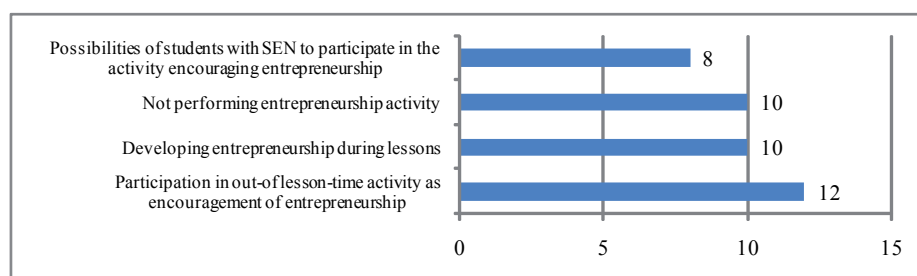 Possibilities of students with SEN to participate in the
activity encouraging entrepreneurship
8
Not performing entrepreneurship activity
10
Developing entrepreneurship during lessons
10
Participation in out-of lesson-time activity as
encouragement of entrepreneurship
12
0 5 10 15